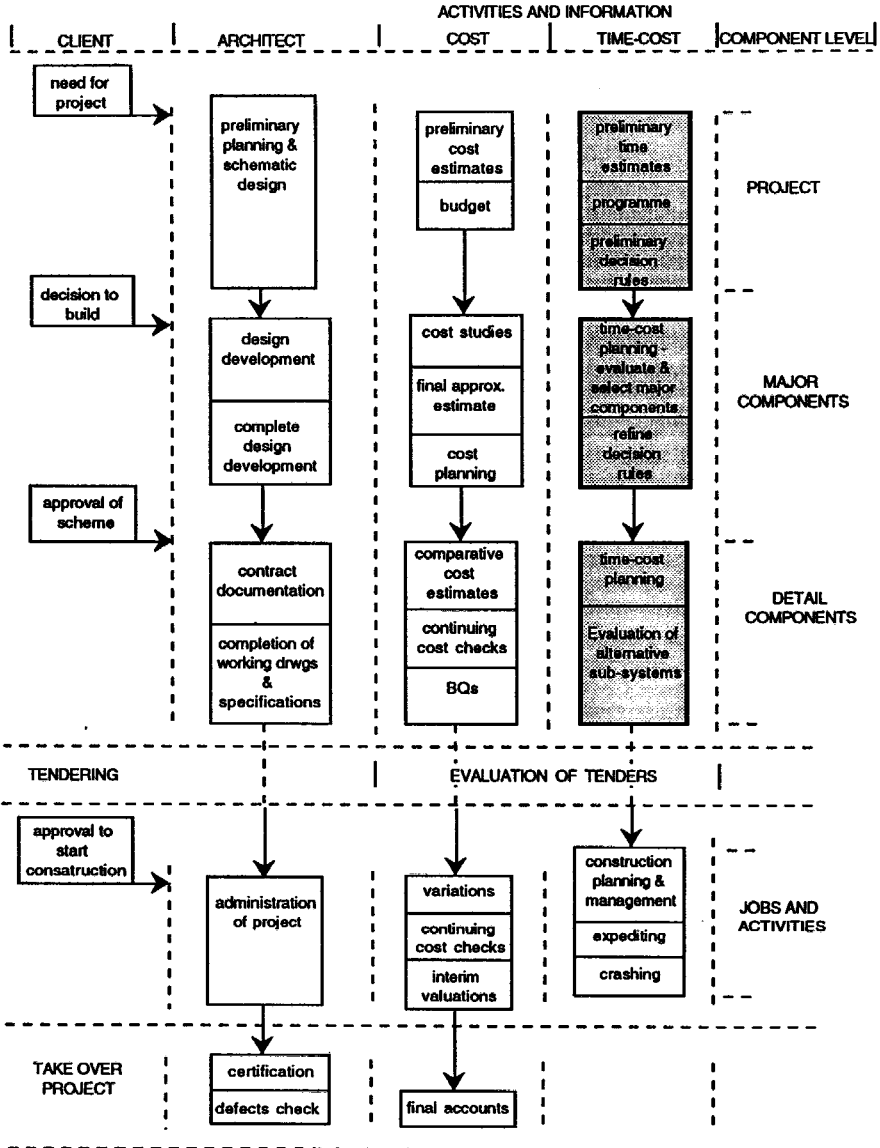 ACTIVITIES AND INFORMATION
CLIENT
ARCHITECT
COST
TIME-COST
COMPONENT LEVEL
need for
project
preliminary
planning &
schematic
design
preliminary
cost
estimates
budget
preliminary
time
estimates
programme
preliminary
decision
rules
PROJECT
decision to
build
design
development
complete
design
development
cost studies
final approx.
estimate
cost
planning
time-cost
planning -
evaluate &
select major
components
refine
decision
rules
MAJOR
COMPONENTS
approval of
scheme
contract
documentation
completion of
working drwgs
&
specifications
comparative
cost
estimates
continuing
cost checks
BQs
time-cost
planning
Evaluation of
alternative
sub-systems
DETAIL
COMPONENTS
TENDERING
EVALUATION OF TENDERS
approval to
start
consatruction
administration
of project
variations
continuing
cost checks
interim
valuations
construction
planning &
management
expediting
crashing
JOBS AND
ACTIVITIES
TAKE OVER
PROJECT
certification
defects check
final accounts